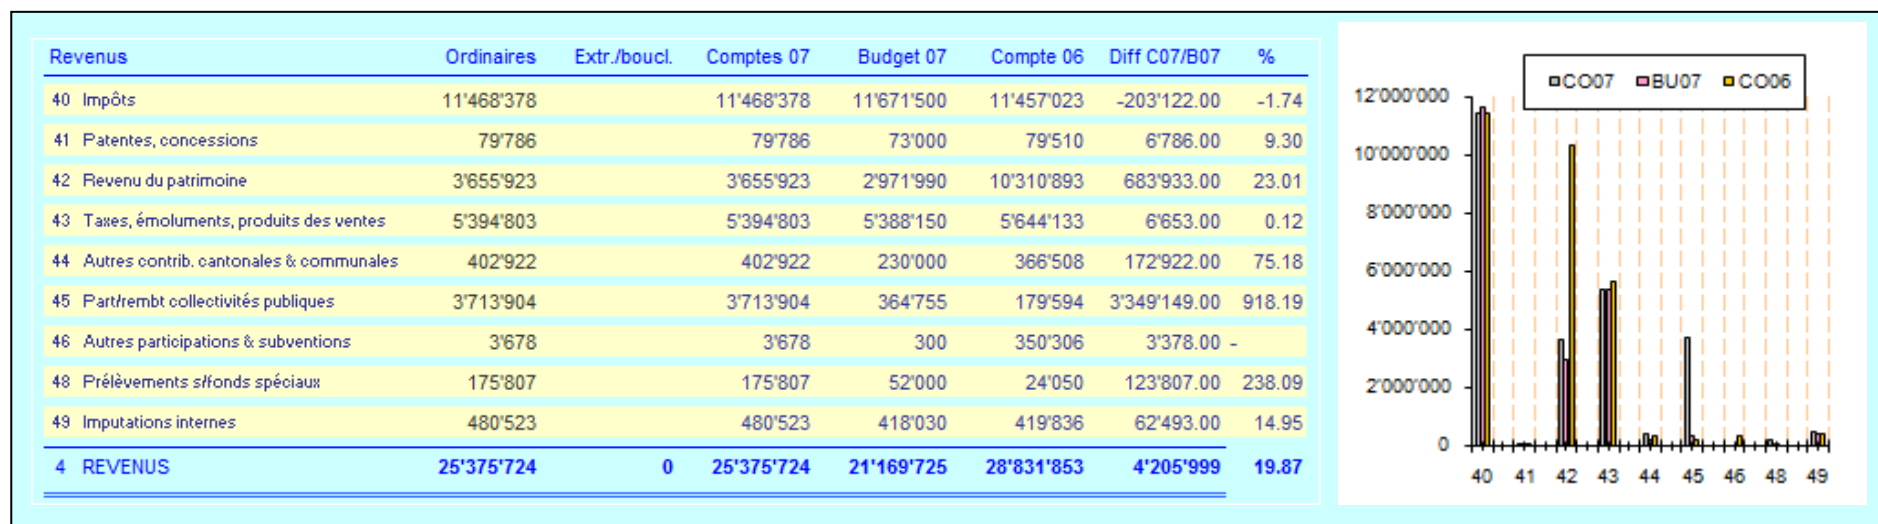 Revenus Ordinaires Extr./boucl. Comptes 07 Budget 07 Compte 06 Diff C07/B07 %
40 Impôts 11'468'378 11'468'378 11'671'500 11'457'023 -203'122.00 -1.74
41 Patentes, concessions 79'786 79'786 73'000 79'510 6'786.00 9.30
42 Revenu du patrimoine 3'655'923 3'655'923 2'971'990 10'310'893 683'933.00 23.01
43 Taxes, émoluments, produits des ventes 5'394'803 5'394'803 5'388'150 5'644'133 6'653.00 0.12
44 Autres contrib. cantonales & communales 402'922 402'922 230'000 366'508 172'922.00 75.18
45 Part/rembt collectivités publiques 3'713'904 3'713'904 364'755 179'594 3'349'149.00 918.19
46 Autres participations & subventions 3'678 3'678 300 350'306 3'378.00 -
48 Prélèvements s/fonds spéciaux 175'807 175'807 52'000 24'050 123'807.00 238.09
49 Imputations internes 480'523 480'523 418'030 419'836 62'493.00 14.95
4 REVENUS 25'375'724 0 25'375'724 21'169'725 28'831'853 4'205'999 19.87
CO07 BU07 CO06
12'000'000
10'000'000
8'000'000
6'000'000
4'000'000
2'000'000
0
40 41 42 43 44 45 46 48 49